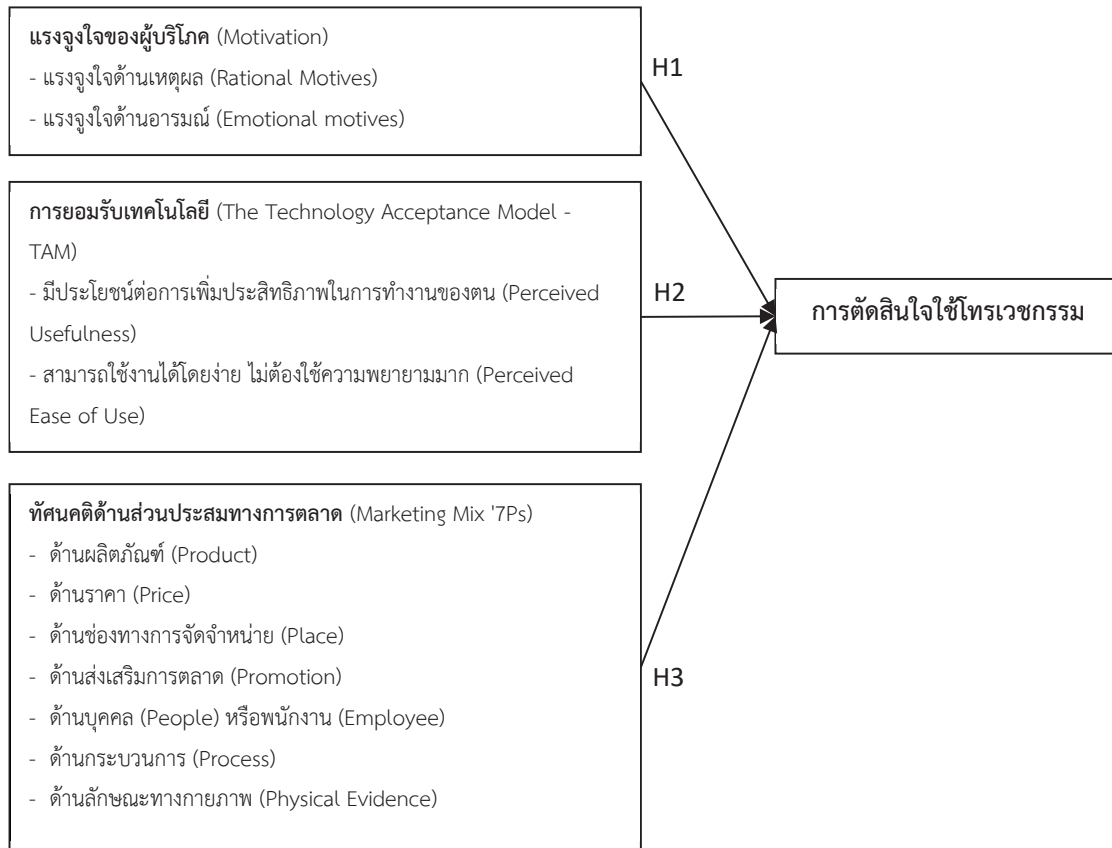 แรงจูงใจของผู้บริโภค (Motivation)
- แรงจูงใจด้านเหตุผล (Rational Motives)
- แรงจูงใจด้านอารมณ์ (Emotional motives)
H1
การยอมรับเทคโนโลยี (The Technology Acceptance Model -
TAM)
- มีประโยชน์ต่อการเพิ่มประสิทธิภาพในการทำงานของตน (Perceived
Usefulness)
- สามารถใช้งานได้โดยง่าย ไม่ต้องใช้ความพยายามมาก (Perceived
Ease of Use)
H2
การตัดสินใจใช้โทรเวชกรรม
ทัศนคติด้านส่วนประสมทางการตลาด (Marketing Mix '7Ps)
- ด้านผลิตภัณฑ์ (Product)
- ด้านราคา (Price)
- ด้านช่องทางการจัดจำหน่าย (Place)
- ด้านส่งเสริมการตลาด (Promotion)
- ด้านบุคคล (People) หรือพนักงาน (Employee)
- ด้านกระบวนการ (Process)
- ด้านลักษณะทางกายภาพ (Physical Evidence)
H3